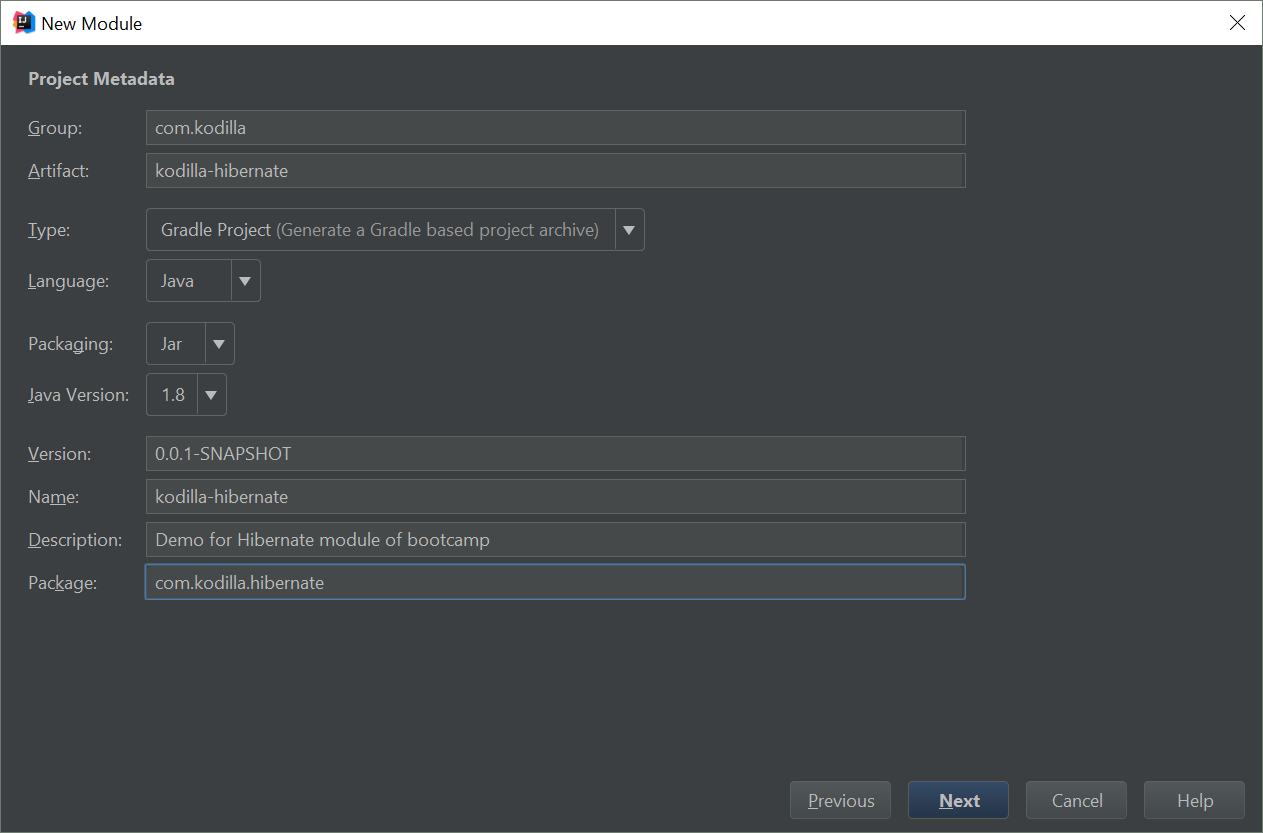 New Module
Project Metadata
Group: com.kodilla
Artifact: kodilla-hibernate
Type: Gradle Project (Generate a Gradle based project archive)
Language: Java
Packaging: Jar
Java Version: 1.8
Version: 0.0.1-SNAPSHOT
Name: kodilla-hibernate
Description: Demo for Hibernate module of bootcamp
Package: com.kodilla.hibernate
Previous Next Cancel Help